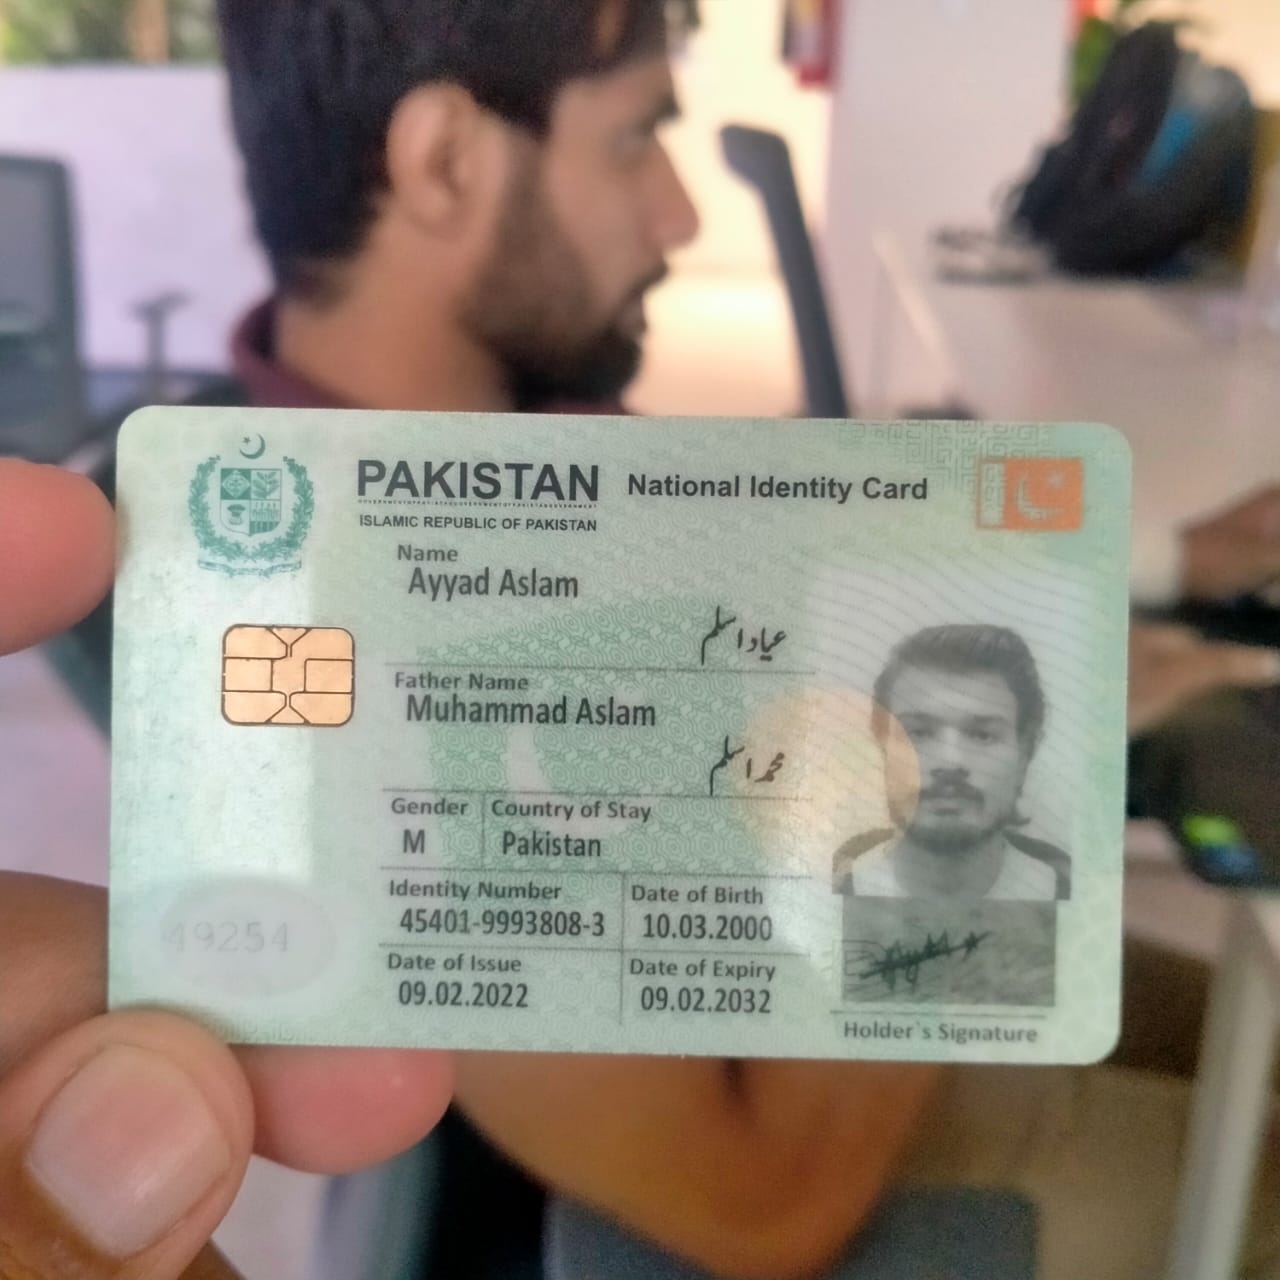 PAKISTAN National Identity Card
ISLAMIC REPUBLIC OF PAKISTAN
Name
Ayyad Aslam
عیاد اسلم
Father Name
Muhammad Aslam
محمد اسلم
Gender Country of Stay
M Pakistan
Identity Number Date of Birth
45401-9993808-3 10.03.2000
49254
Date of Issue Date of Expiry
09.02.2022 09.02.2032
Holder`s Signature